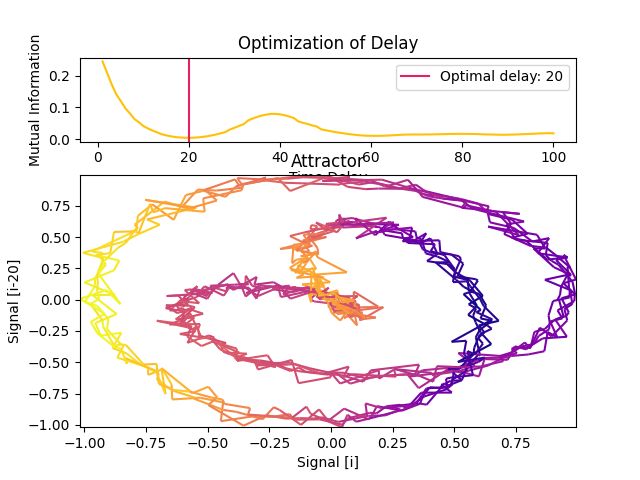 Optimization of Delay
Mutual Information
0.2
0.1
0.0
Optimal delay: 20
0 20 40 60 80 100
Time Delay
Attractor
Signal [i-20]
0.75
0.50
0.25
0.00
−0.25
−0.50
−0.75
−1.00
−1.00 −0.75 −0.50 −0.25 0.00 0.25 0.50 0.75
Signal [i]